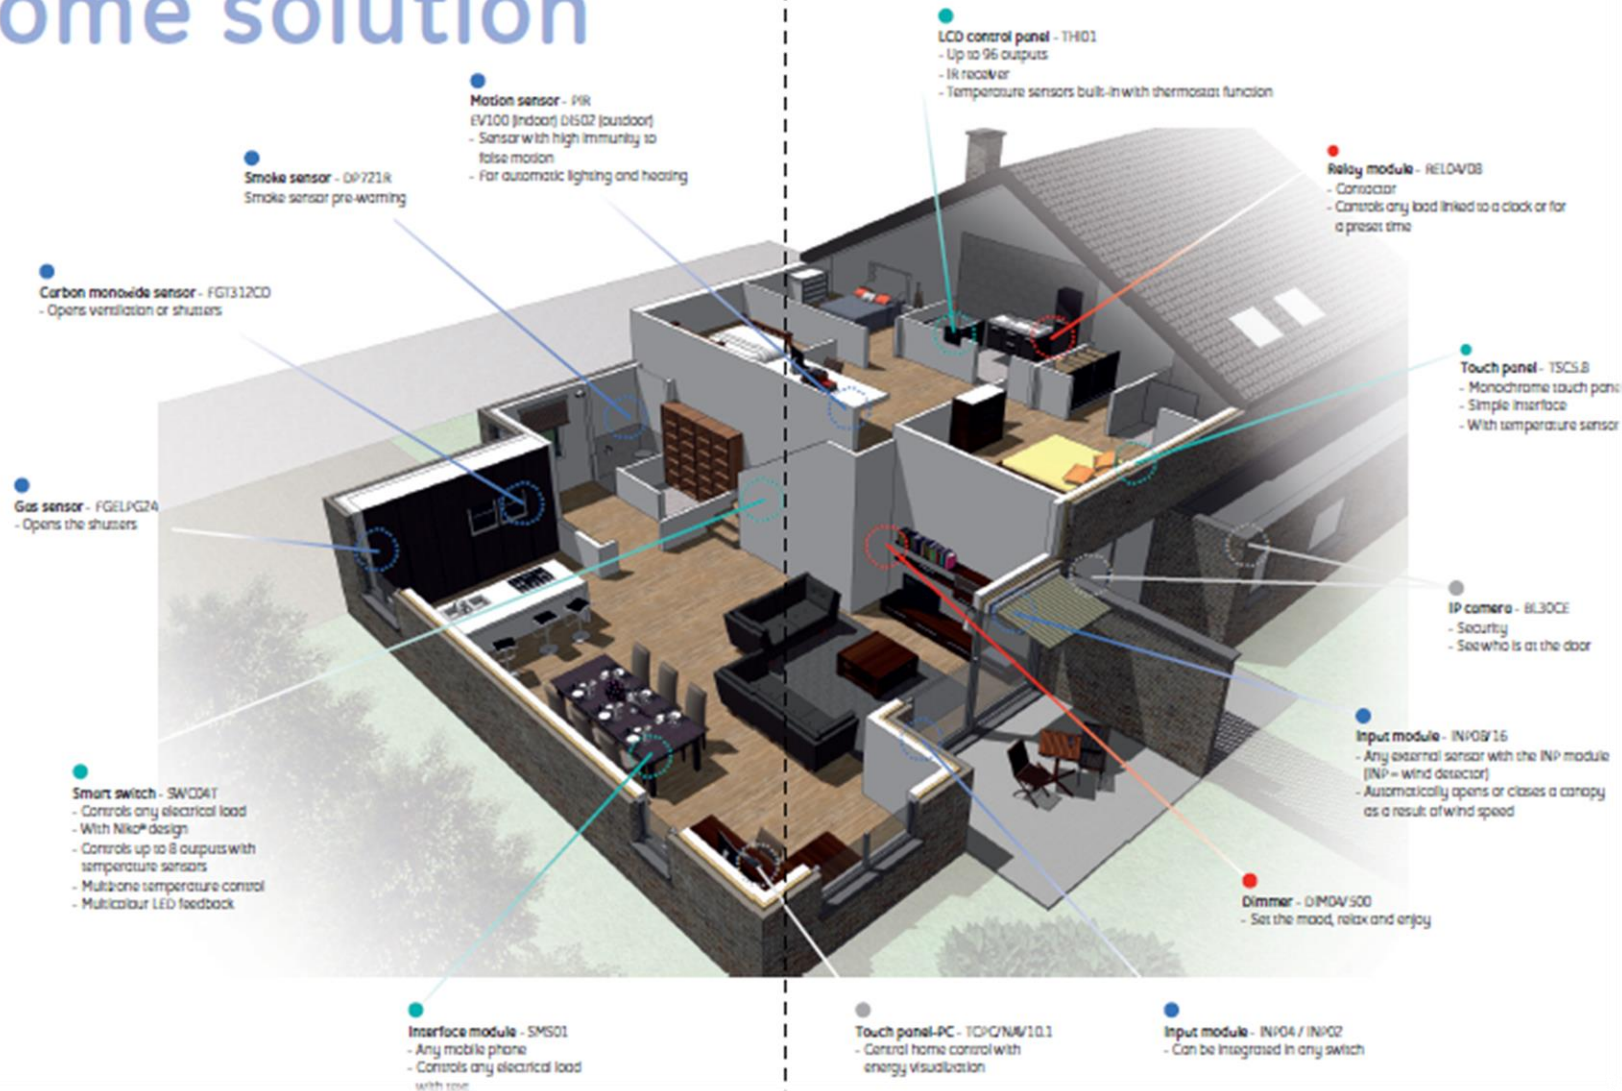 ome solution
LCD control panel - THI01
- Up to 96 outputs
- IR receiver
- Temperature sensors built-in with thermostat function
Motion sensor - PIR
EV100 (indoor) DIS02 (outdoor)
- Sensor with high immunity to
false motion
- For automatic lighting and heating
Smoke sensor - DP721R
Smoke sensor pre-warning
Relay module - REL04V08
- Contactor
- Controls any load linked to a clock or for
a preset time
Carbon monoxide sensor - FGT312CO
- Opens ventilation or shutters
Touch panel - TSC5.B
- Monochrome touch pane
- Simple interface
- With temperature sensor
Gas sensor - FGELPG24
- Opens the shutters
IP camera - BL30CE
- Security
- See who is at the door
Input module - INP08/16
- Any external sensor with the INP module
(INP = wind detector)
- Automatically opens or closes a canopy
as a result of wind speed
Smart switch - SWC04T
- Controls any electrical load
- With Niko® design
- Controls up to 8 outputs with
temperature sensors
- Multizone temperature control
- Multicolour LED feedback
Dimmer - DIM04V500
- Set the mood, relax and enjoy
Interface module - SMS01
- Any mobile phone
- Controls any electrical load
with text
Touch panel-PC - TCPC/NAV10.1
- Central home control with
energy visualization
Input module - INP04 / INP02
- Can be integrated in any switch